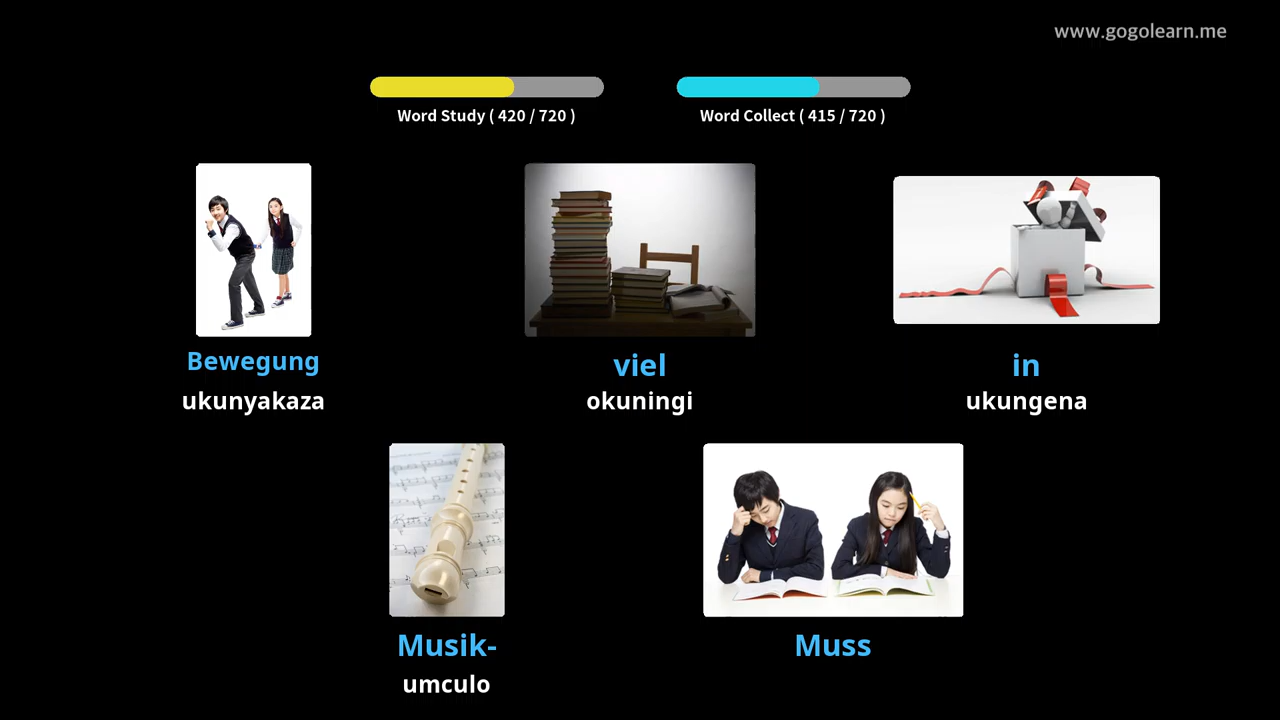 www.gogolearn.me
Word Study ( 420 / 720 )
Word Collect ( 415 / 720 )
Bewegung
ukunyakaza
viel
okuningi
in
ukungena
Musik-
umculo
Muss